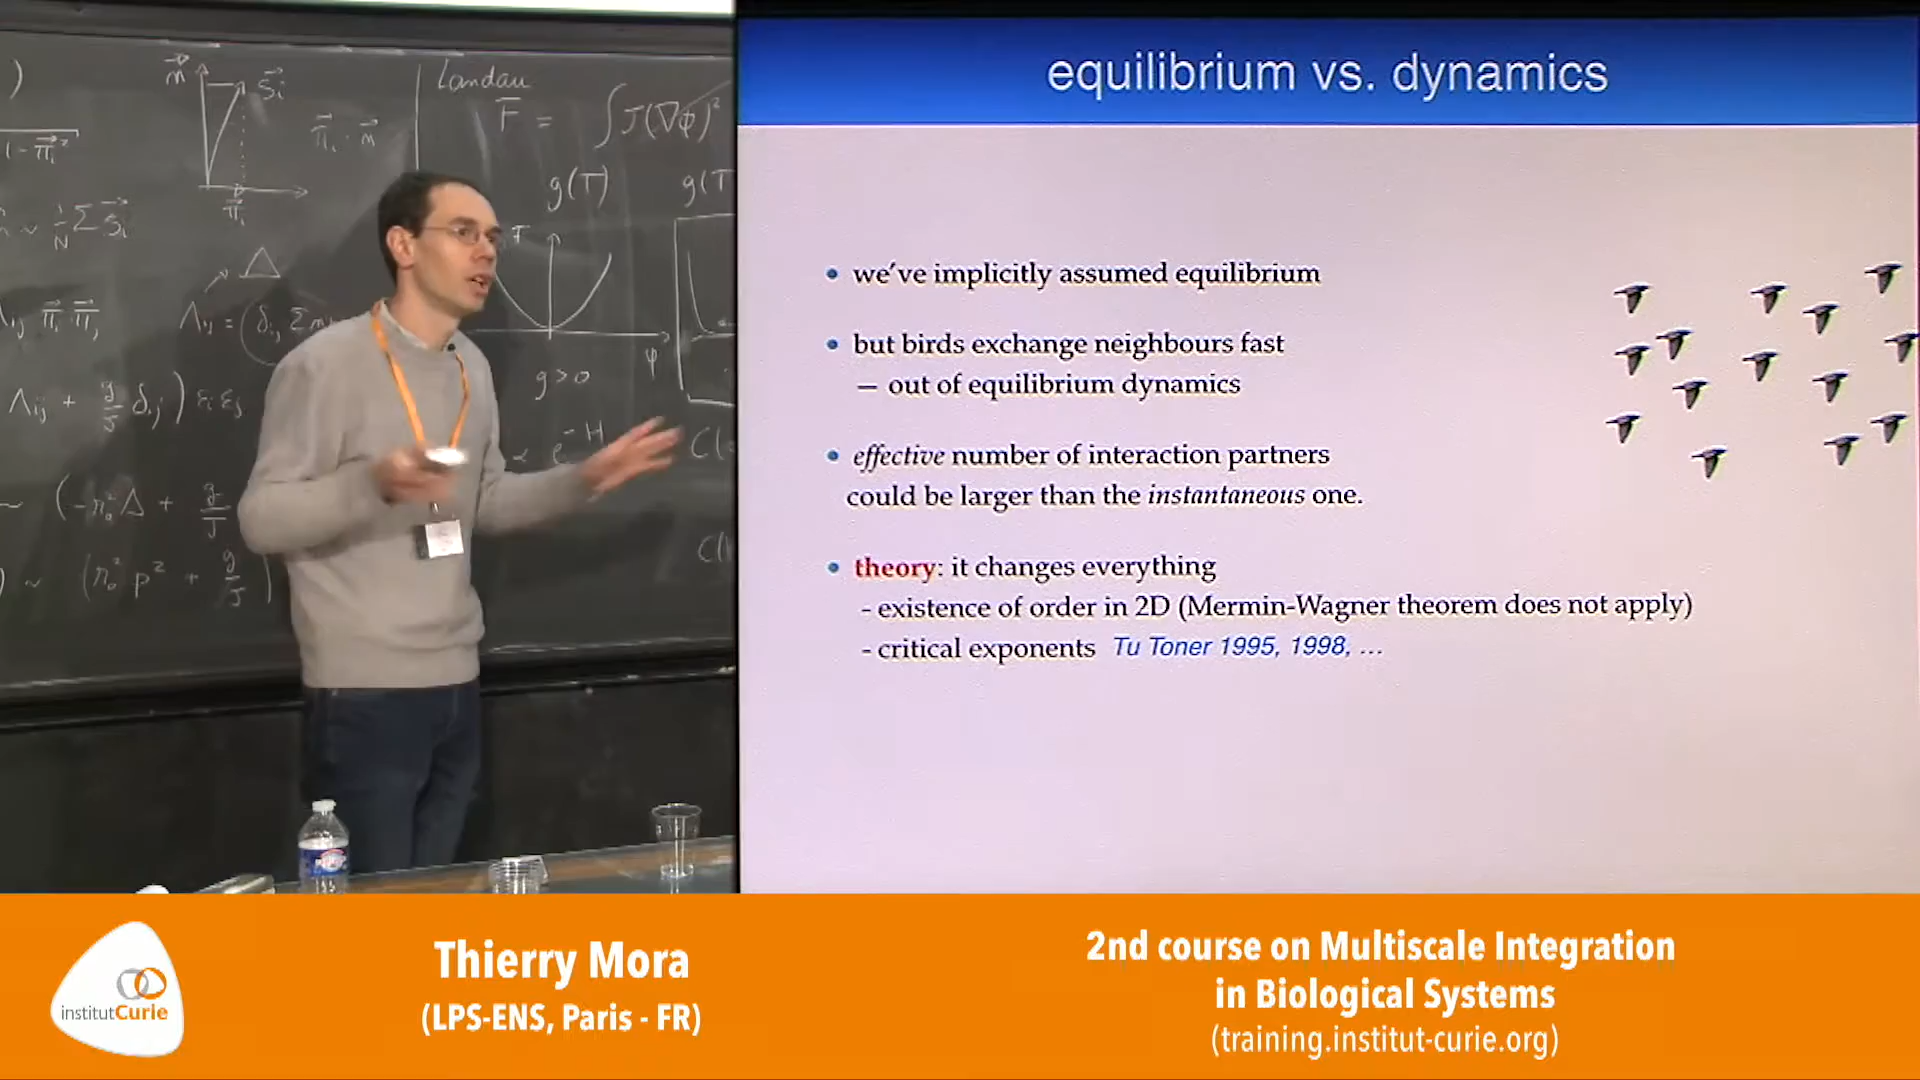 equilibrium vs. dynamics
• we've implicitly assumed equilibrium
• but birds exchange neighbours fast
— out of equilibrium dynamics
• effective number of interaction partners
could be larger than the instantaneous one.
• theory: it changes everything
- existence of order in 2D (Mermin-Wagner theorem does not apply)
- critical exponents Tu Toner 1995, 1998, ...
Landau
F = ∫ J(∇φ)²
g(T)
g(T
g>0
φ
institutCurie
Thierry Mora
(LPS-ENS, Paris - FR)
2nd course on Multiscale Integration
in Biological Systems
(training.institut-curie.org)